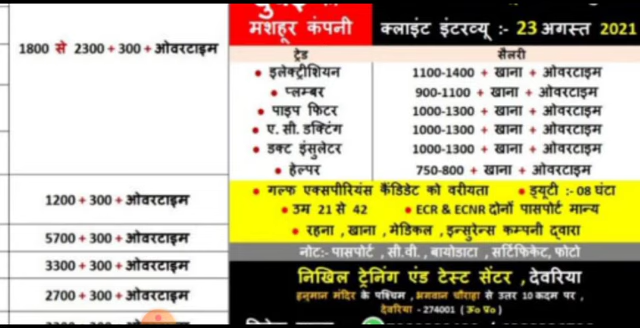 1800 से 2300 + 300 + ओवरटाइम
1200 + 300 + ओवरटाइम
5700 + 300 + ओवरटाइम
3300 + 300 + ओवरटाइम
2700 + 300 + ओवरटाइम
मशहूर कंपनी
क्लाइंट इंटरव्यू :- 23 अगस्त 2021
ट्रेड सैलरी
• इलेक्ट्रीशियन 1100-1400 + खाना + ओवरटाइम
• प्लम्बर 900-1100 + खाना + ओवरटाइम
• पाइप फिटर 1000-1300 + खाना + ओवरटाइम
• ए. सी. डक्टिंग 1000-1300 + खाना + ओवरटाइम
• डक्ट इंसुलेटर 1000-1300 + खाना + ओवरटाइम
• हेल्पर 750-800 + खाना + ओवरटाइम
• गल्फ एक्सपीरियंस कैंडिडेट को वरीयता • ड्यूटी :- 08 घंटा
• उम्र 21 से 42 • ECR & ECNR दोनों पासपोर्ट मान्य
• रहना , खाना , मेडिकल , इन्सुरेन्स कम्पनी द्वारा
नोट:- पासपोर्ट , सी.वी. , बायोडाटा , सर्टिफिकेट, फोटो
निखिल ट्रेनिंग एंड टेस्ट सेंटर , देवरिया
हनुमान मंदिर के पश्चिम , भगवान चौराहा से उतर 10 कदम पर ,
देवरिया - 274001 ( उ० प्र० )